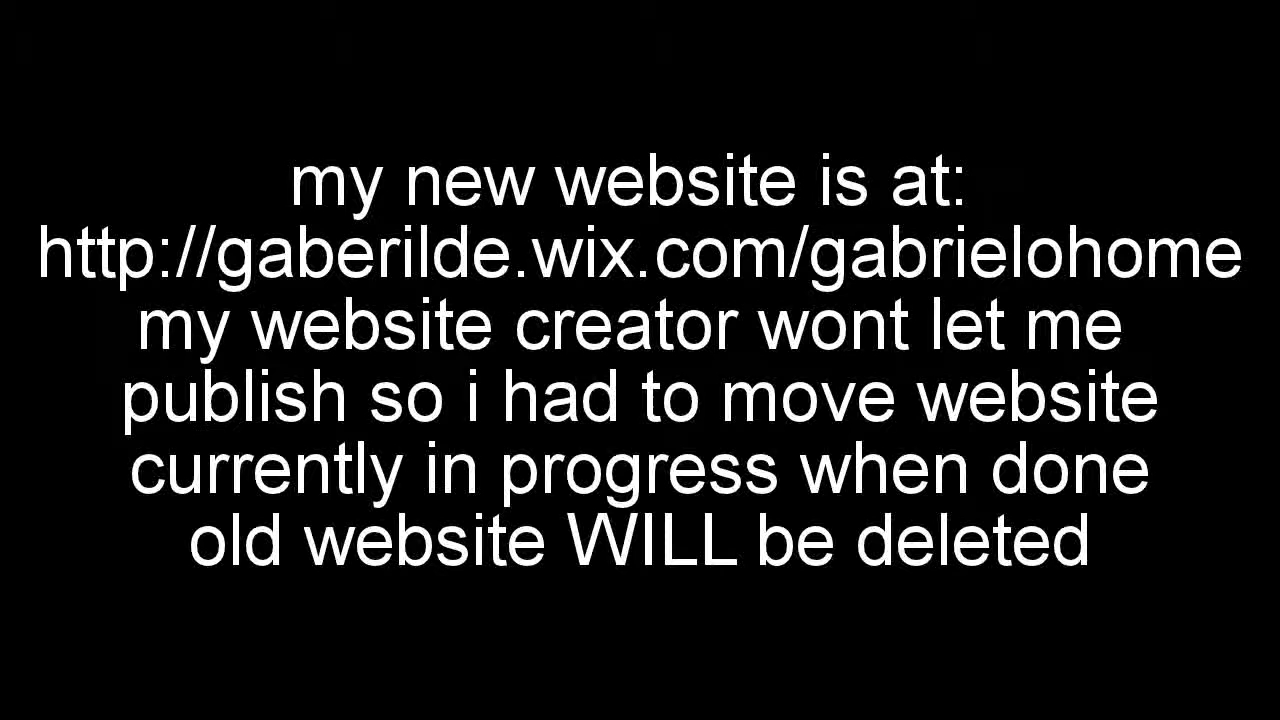 my new website is at:
http://gaberilde.wix.com/gabrielohome
my website creator wont let me
publish so i had to move website
currently in progress when done
old website WILL be deleted